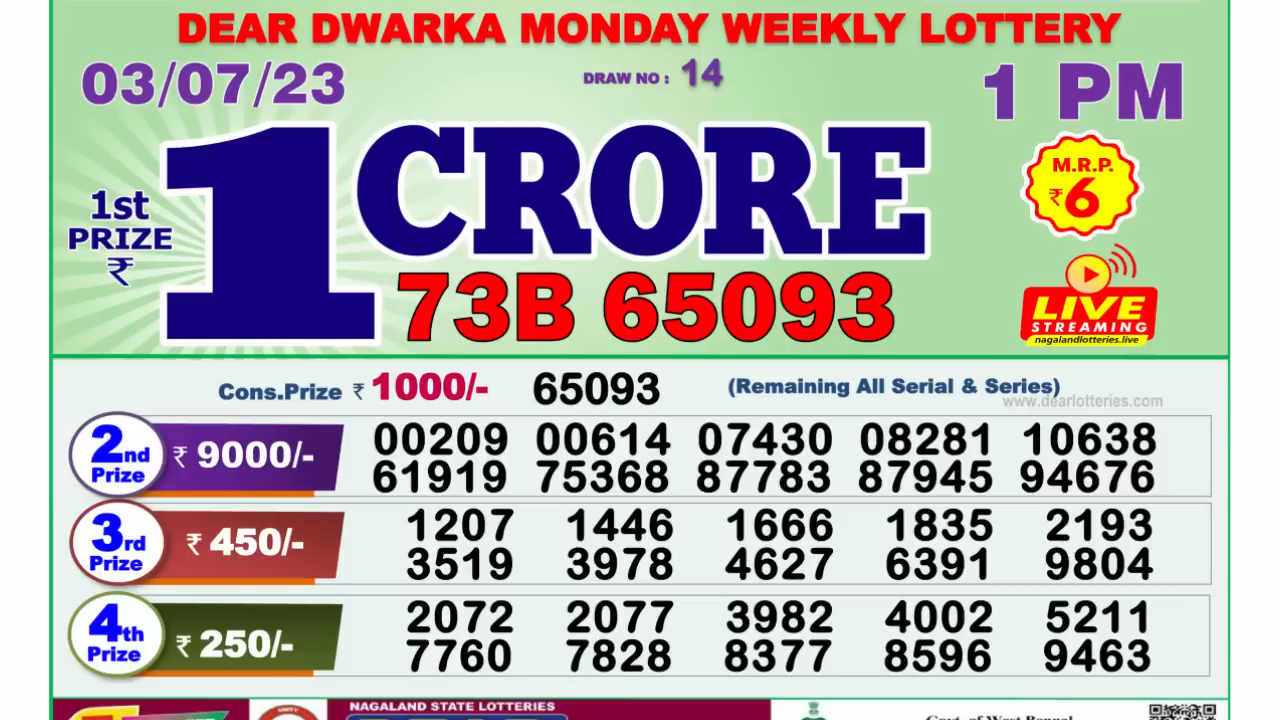 DEAR DWARKA MONDAY WEEKLY LOTTERY
03/07/23 DRAW NO : 14 1 PM
1st PRIZE ₹ 1 CRORE
M.R.P. ₹6
73B 65093
LIVE STREAMING
nagalandlotteries.live
Cons.Prize ₹ 1000/- 65093 (Remaining All Serial & Series)
www.dearlotteries.com
2nd Prize ₹ 9000/-
00209 00614 07430 08281 10638
61919 75368 87783 87945 94676
3rd Prize ₹ 450/-
1207 1446 1666 1835 2193
3519 3978 4627 6391 9804
4th Prize ₹ 250/-
2072 2077 3982 4002 5211
7760 7828 8377 8596 9463
NAGALAND STATE LOTTERIES
Govt. of West Bengal